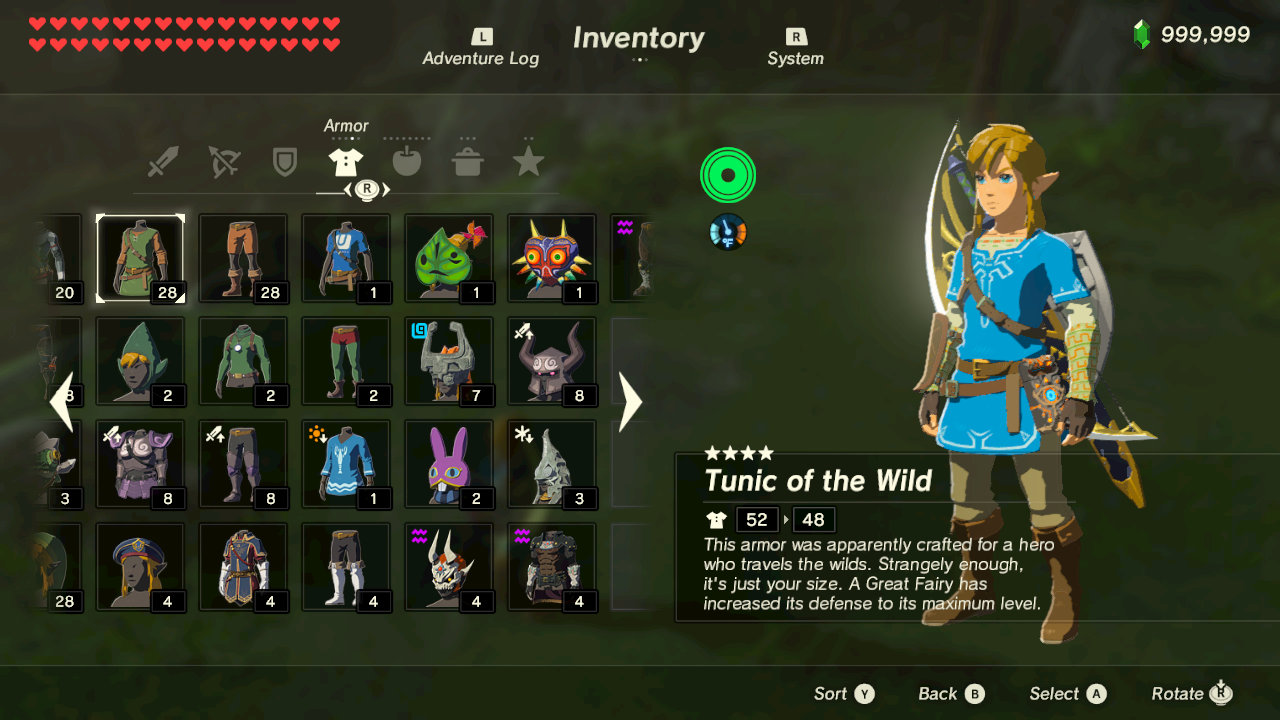 L
Inventory
R
999,999
Adventure Log
System
Armor
R
20
28
28
1
1
1
2
2
2
7
8
3
8
8
1
2
3
28
4
4
4
4
4
°F
Tunic of the Wild
52
48
This armor was apparently crafted for a hero
who travels the wilds. Strangely enough,
it's just your size. A Great Fairy has
increased its defense to its maximum level.
Sort Y
Back B
Select A
Rotate R